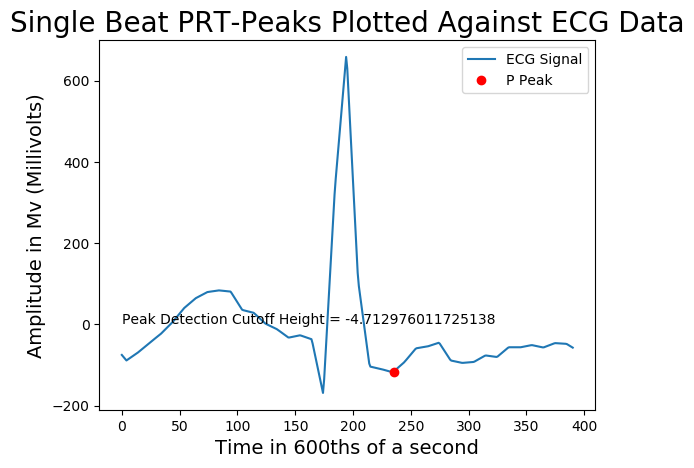 Single Beat PRT-Peaks Plotted Against ECG Data
ECG Signal
P Peak
Amplitude in Mv (Millivolts)
600
400
200
0
−200
Peak Detection Cutoff Height = -4.712976011725138
0 50 100 150 200 250 300 350 400
Time in 600ths of a second